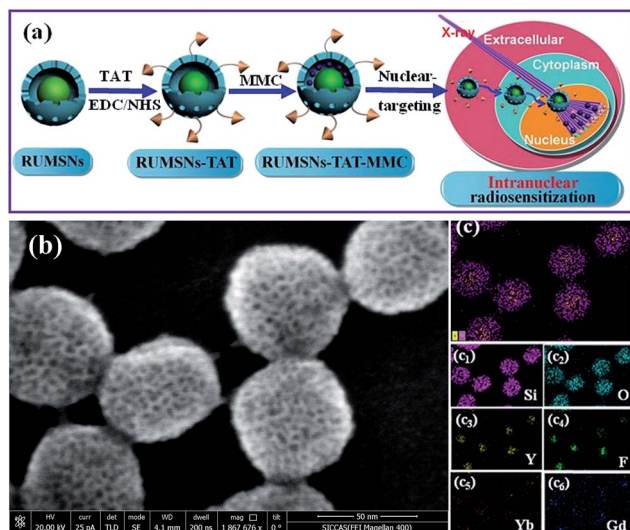 (a)
X-ray
Extracellular
Cytoplasm
Nucleus
TAT
EDC/NHS
MMC
Nuclear-
targeting
RUMSNs
RUMSNs-TAT
RUMSNs-TAT-MMC
Intranuclear
radiosensitization
(b)
HV curr det mode WD dwell mag
20.00 kV 25 pA TLD SE 4.1 mm 200 ns 1 867 676 x 0 °
50 nm
SICCAS(FEI Magellan 400)
(c)
(c1) Si
(c2) O
(c3) Y
(c4) F
(c5) Yb
(c6) Gd